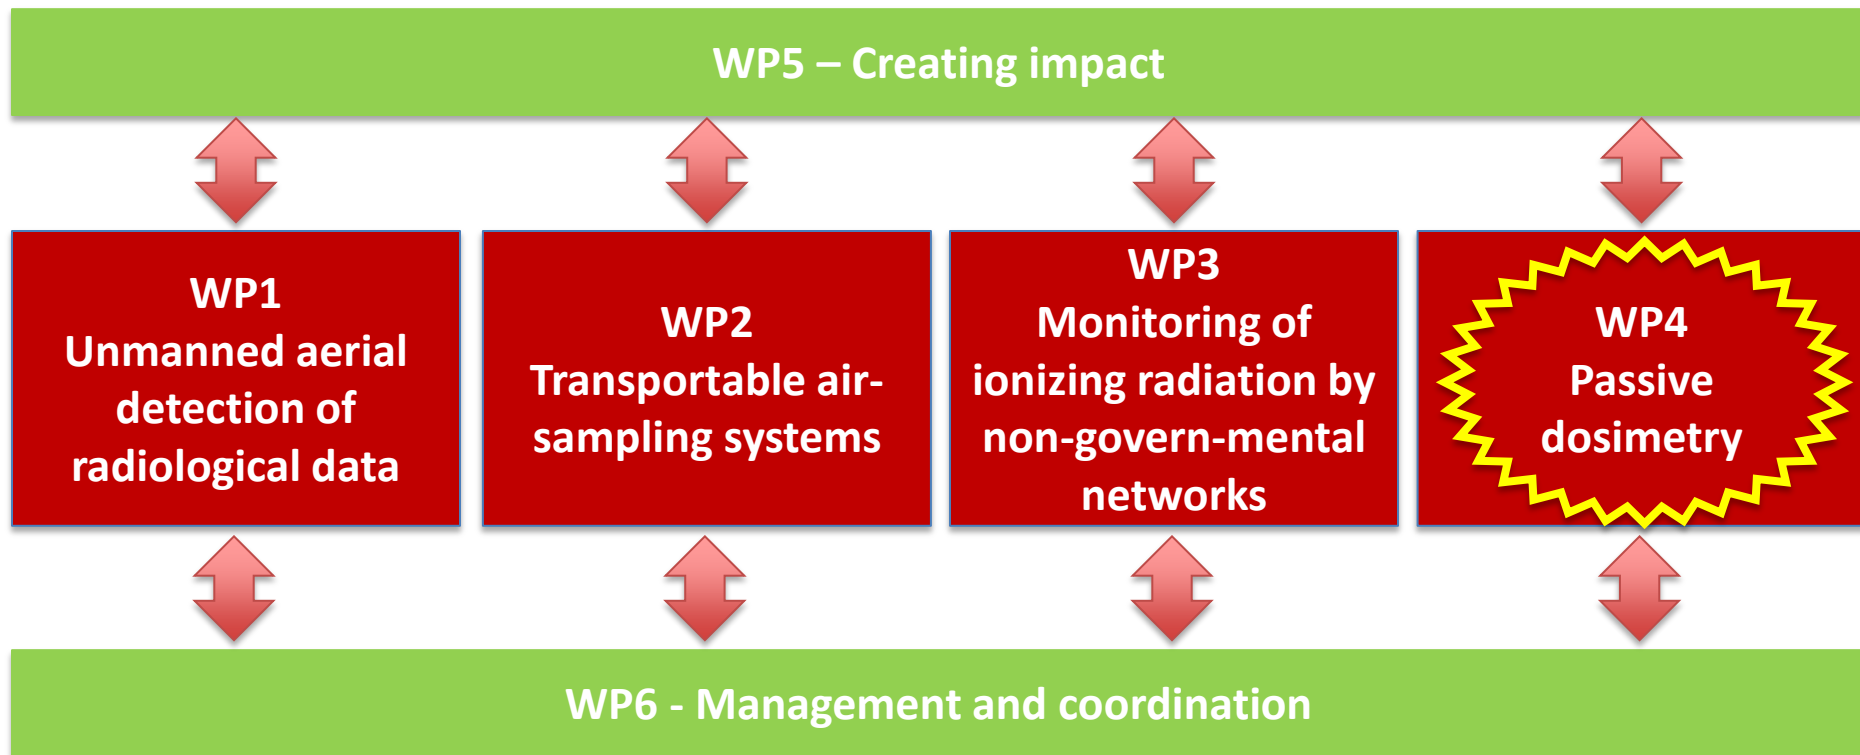 WP5 – Creating impact
WP1
Unmanned aerial
detection of
radiological data
WP2
Transportable air-
sampling systems
WP3
Monitoring of
ionizing radiation by
non-govern-mental
networks
WP4
Passive
dosimetry
WP6 - Management and coordination